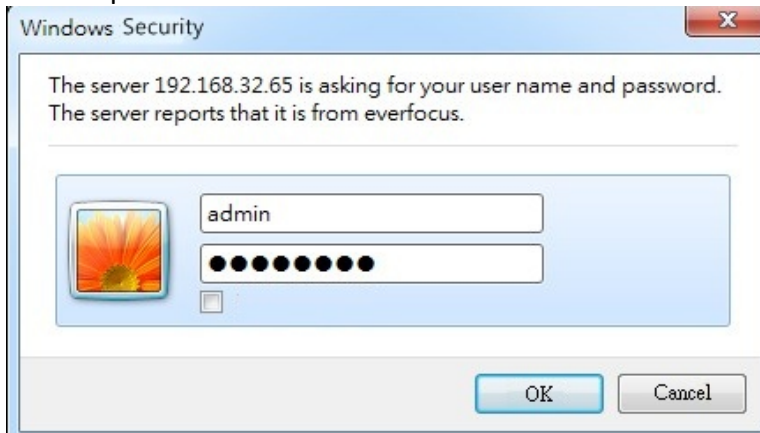 Windows Security
The server 192.168.32.65 is asking for your user name and password.
The server reports that it is from everfocus.
admin
●●●●●●●●
OK
Cancel